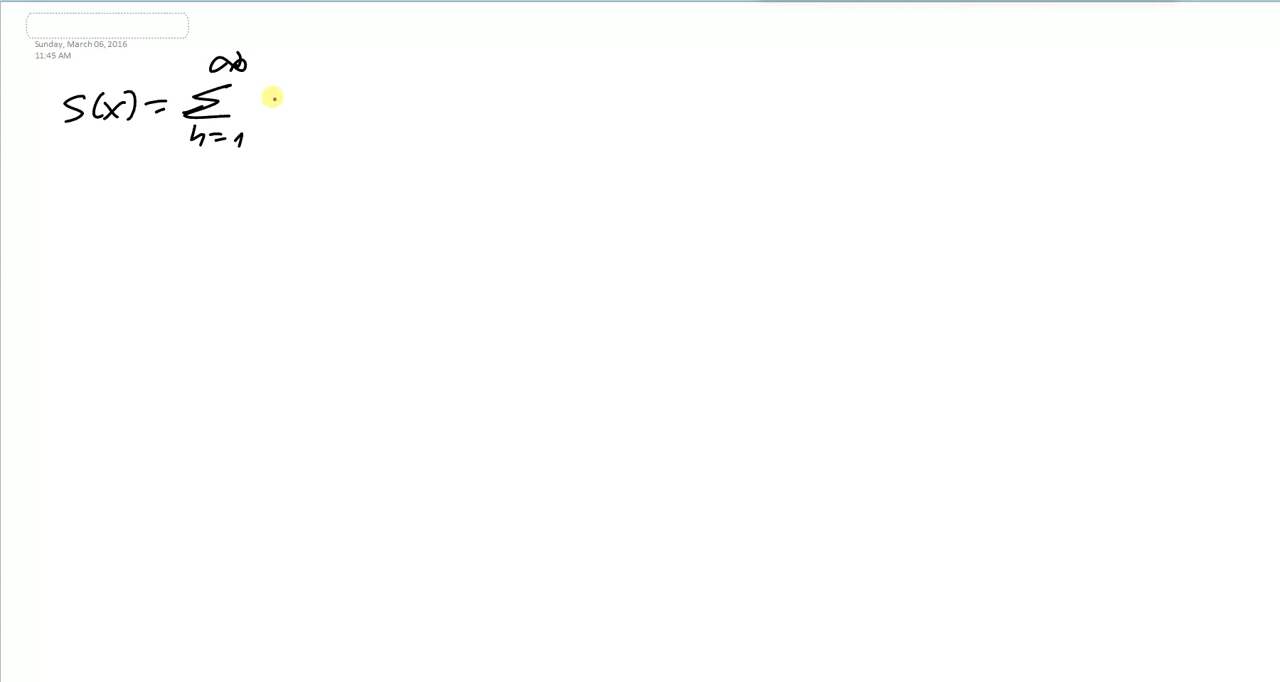 Sunday, March 06, 2016
11:45 AM
∞
S(x) = Σ
n=1